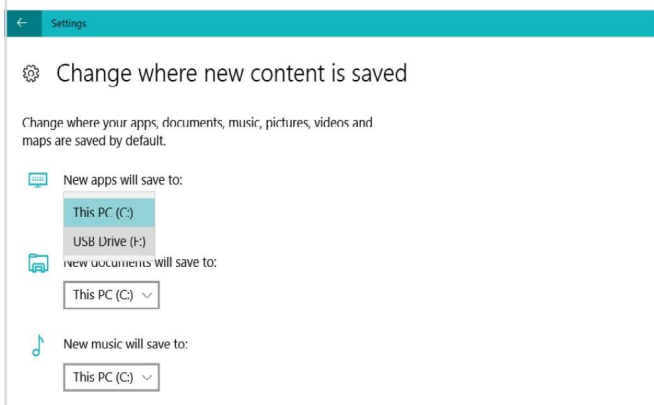 Settings
Change where new content is saved
Change where your apps, documents, music, pictures, videos and
maps are saved by default.
New apps will save to:
This PC (C:)
USB Drive (F:)
New documents will save to:
This PC (C:)
New music will save to:
This PC (C:)